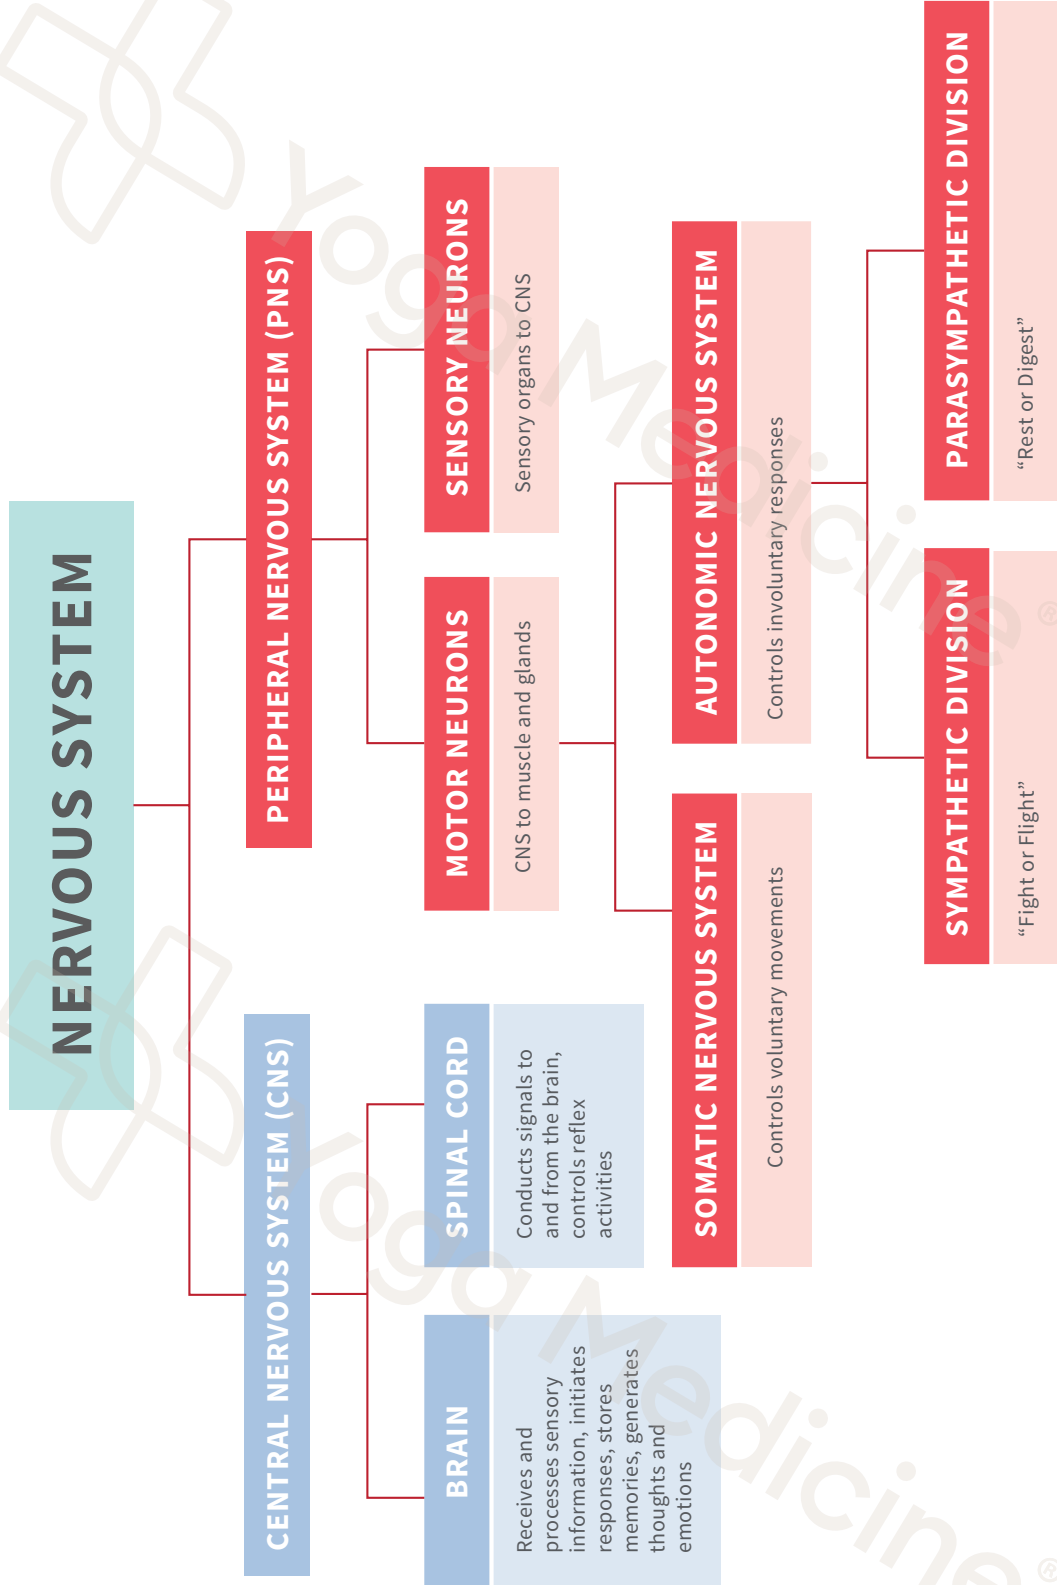 NERVOUS SYSTEM
CENTRAL NERVOUS SYSTEM (CNS)
PERIPHERAL NERVOUS SYSTEM (PNS)
BRAIN
Receives and
processes sensory
information, initiates
responses, stores
memories, generates
thoughts and
emotions
SPINAL CORD
Conducts signals to
and from the brain,
controls reflex
activities
MOTOR NEURONS
CNS to muscle and glands
SENSORY NEURONS
Sensory organs to CNS
SOMATIC NERVOUS SYSTEM
Controls voluntary movements
AUTONOMIC NERVOUS SYSTEM
Controls involuntary responses
SYMPATHETIC DIVISION
“Fight or Flight”
PARASYMPATHETIC DIVISION
“Rest or Digest”
Yoga Medicine®
Yoga Medicine®